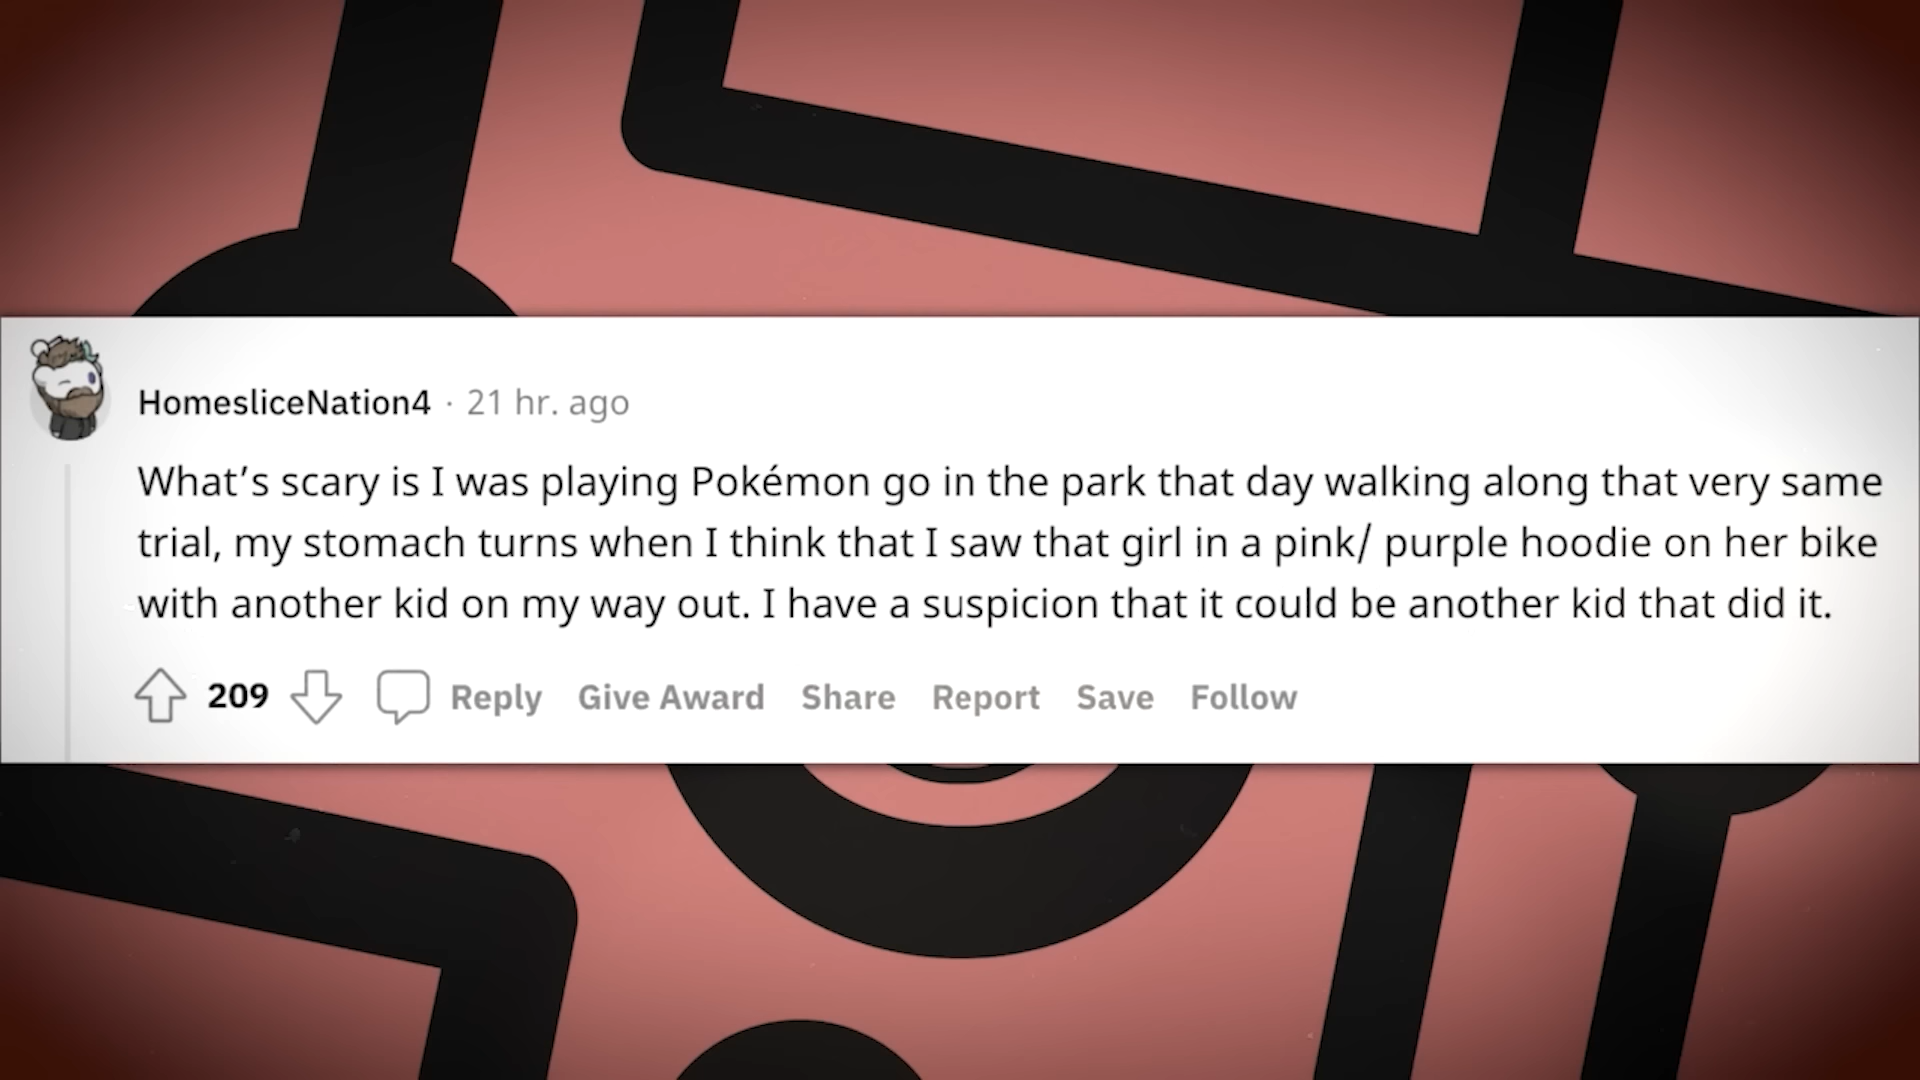 HomesliceNation4 · 21 hr. ago
What’s scary is I was playing Pokémon go in the park that day walking along that very same
trial, my stomach turns when I think that I saw that girl in a pink/ purple hoodie on her bike
with another kid on my way out. I have a suspicion that it could be another kid that did it.
209 Reply Give Award Share Report Save Follow